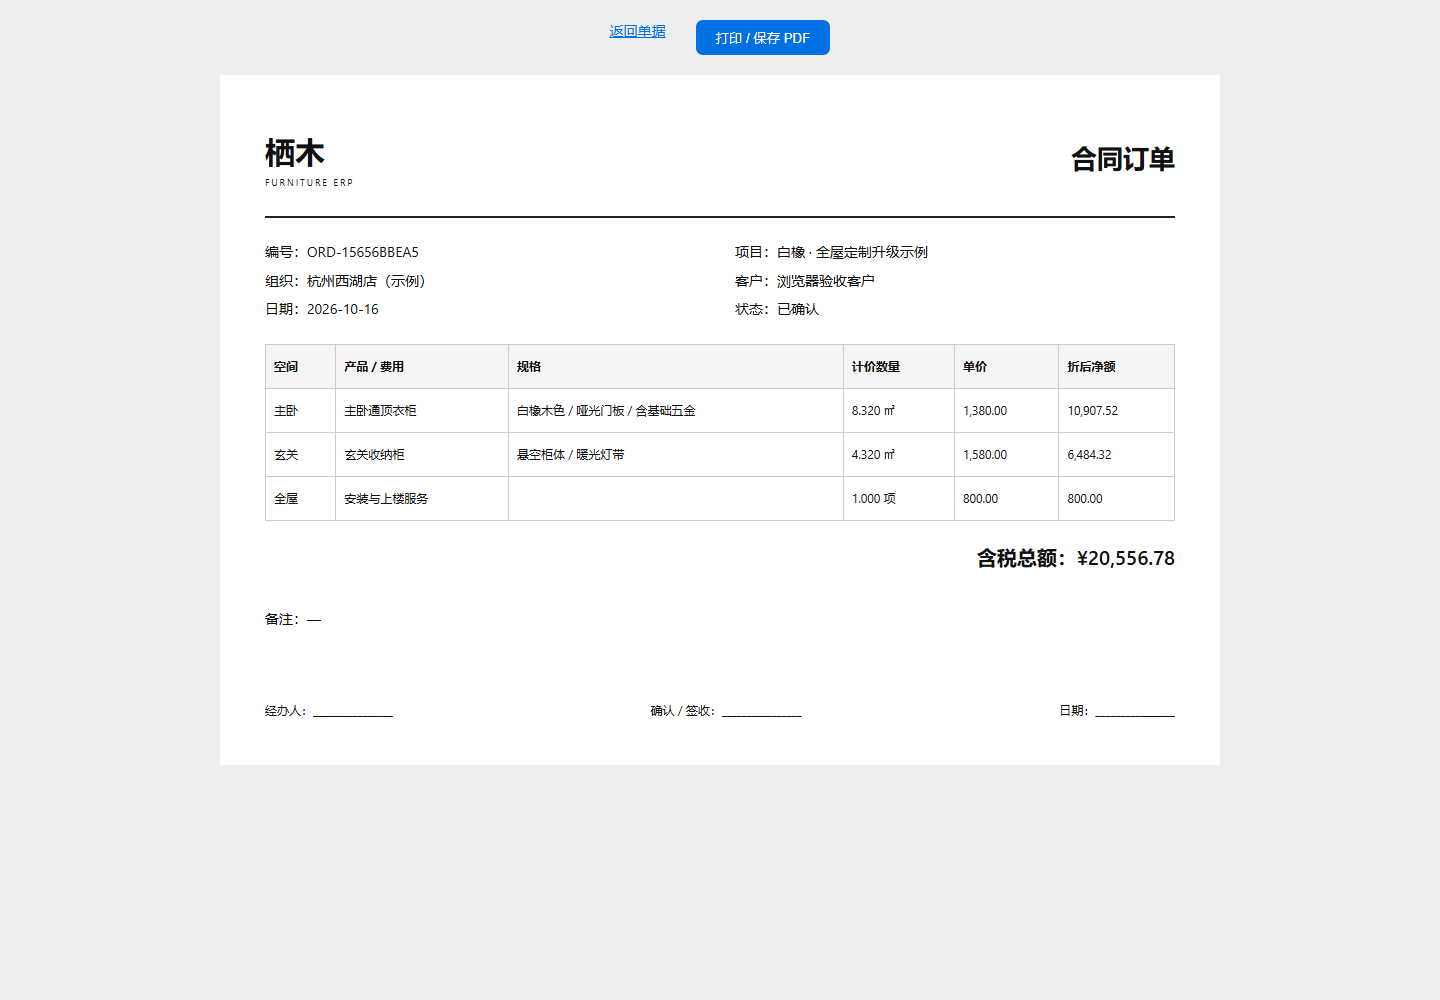 返回单据
打印 / 保存 PDF
栖木
FURNITURE ERP
合同订单
编号：ORD-15656BBEA5
项目：白橡 · 全屋定制升级示例
组织：杭州西湖店（示例）
客户：浏览器验收客户
日期：2026-10-16
状态：已确认
空间 产品 / 费用 规格 计价数量 单价 折后净额
主卧 主卧通顶衣柜 白橡木色 / 哑光门板 / 含基础五金 8.320 ㎡ 1,380.00 10,907.52
玄关 玄关收纳柜 悬空柜体 / 暖光灯带 4.320 ㎡ 1,580.00 6,484.32
全屋 安装与上楼服务 1.000 项 800.00 800.00
含税总额：¥20,556.78
备注：—
经办人：________________ 确认 / 签收：________________ 日期：________________